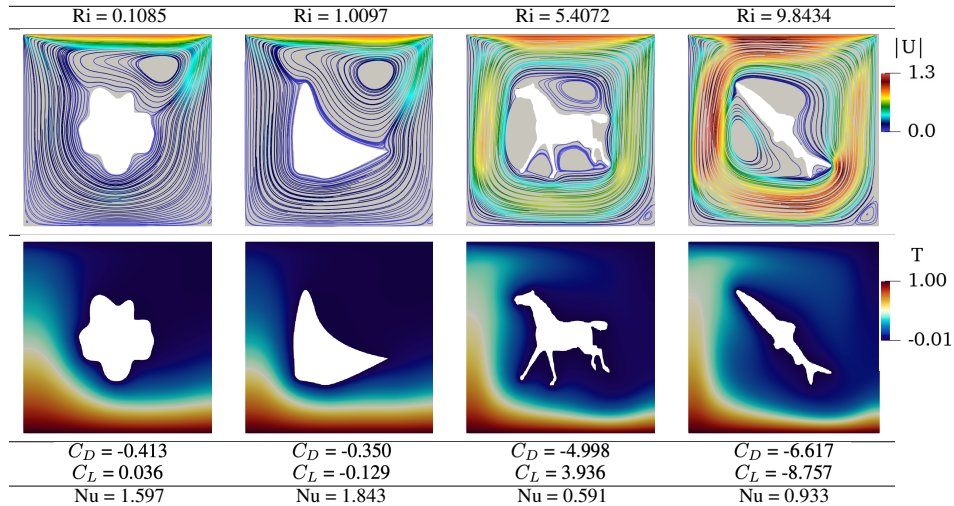 Ri = 0.1085 Ri = 1.0097 Ri = 5.4072 Ri = 9.8434
|U|
1.3
0.0
T
1.00
-0.01
C_D = -0.413 C_D = -0.350 C_D = -4.998 C_D = -6.617
C_L = 0.036 C_L = -0.129 C_L = 3.936 C_L = -8.757
Nu = 1.597 Nu = 1.843 Nu = 0.591 Nu = 0.933